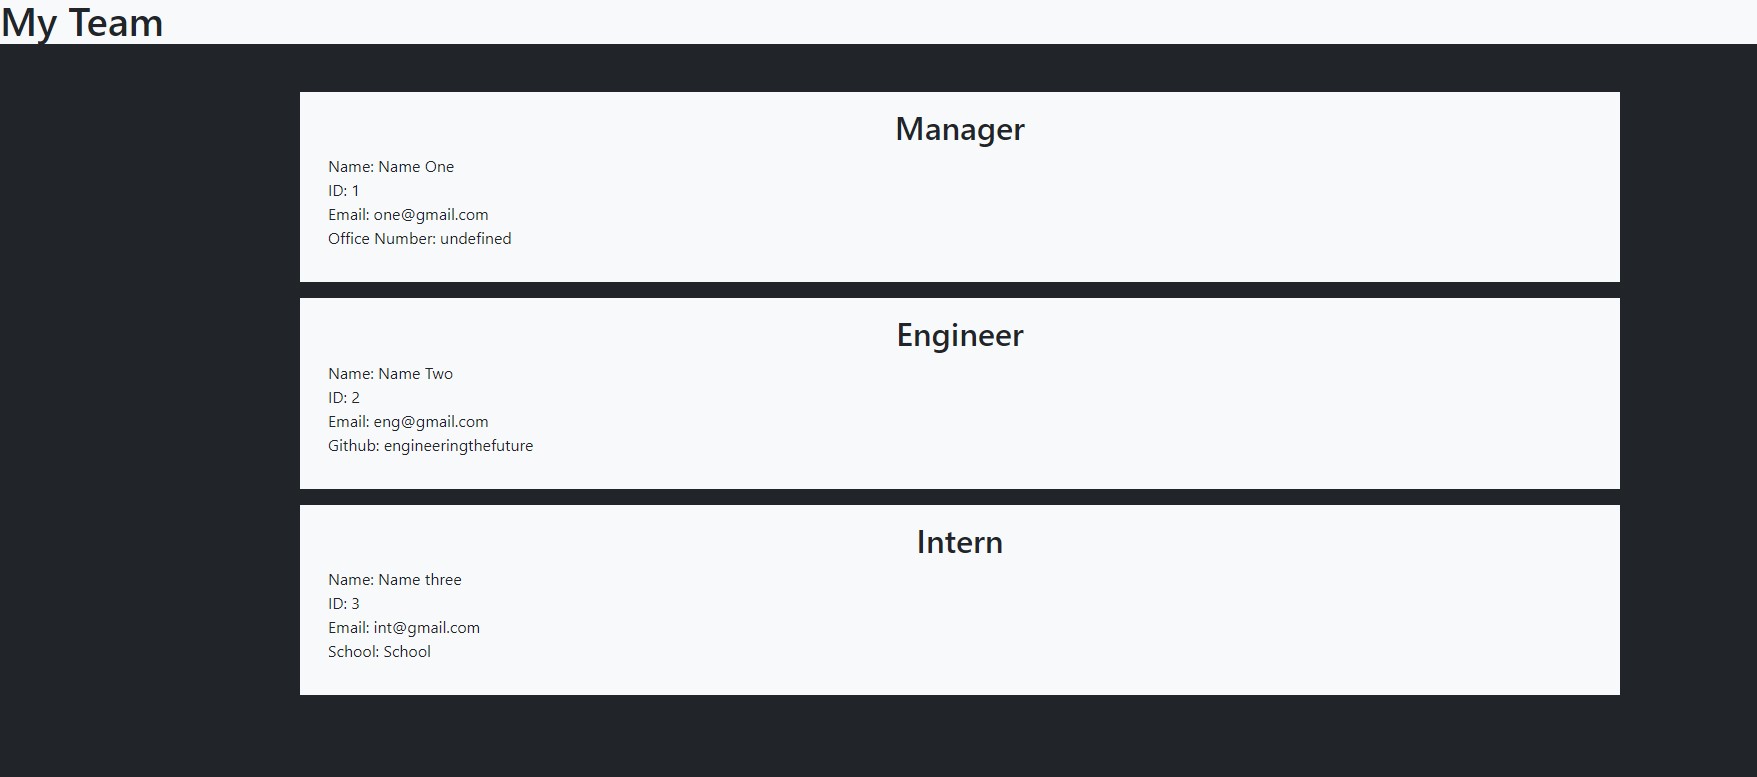 My Team
Manager
Name: Name One
ID: 1
Email: one@gmail.com
Office Number: undefined
Engineer
Name: Name Two
ID: 2
Email: eng@gmail.com
Github: engineeringthefuture
Intern
Name: Name three
ID: 3
Email: int@gmail.com
School: School